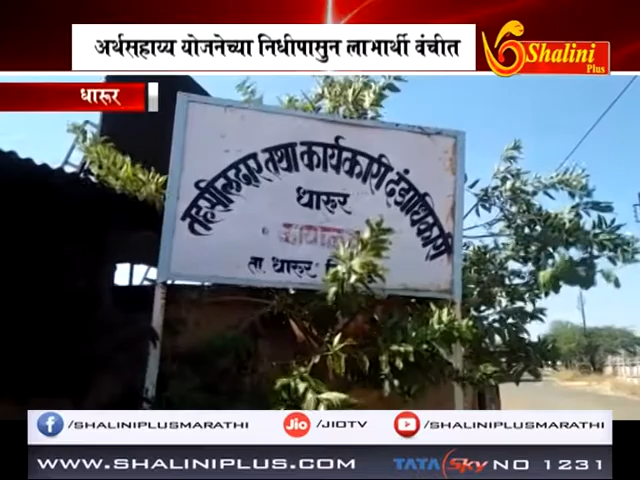 अर्थसहाय्य योजनेच्या निधीपासुन लाभार्थी वंचीत
Shalini
Plus
धारूर
तहसीलदार तथा कार्यकारी दंडाधिकारी
धारुर
ता. धारुर
/SHALINIPLUSMARATHI
Jio
/JIOTV
/SHALINIPLUSMARATHI
WWW.SHALINIPLUS.COM
TATA Sky NO 1231